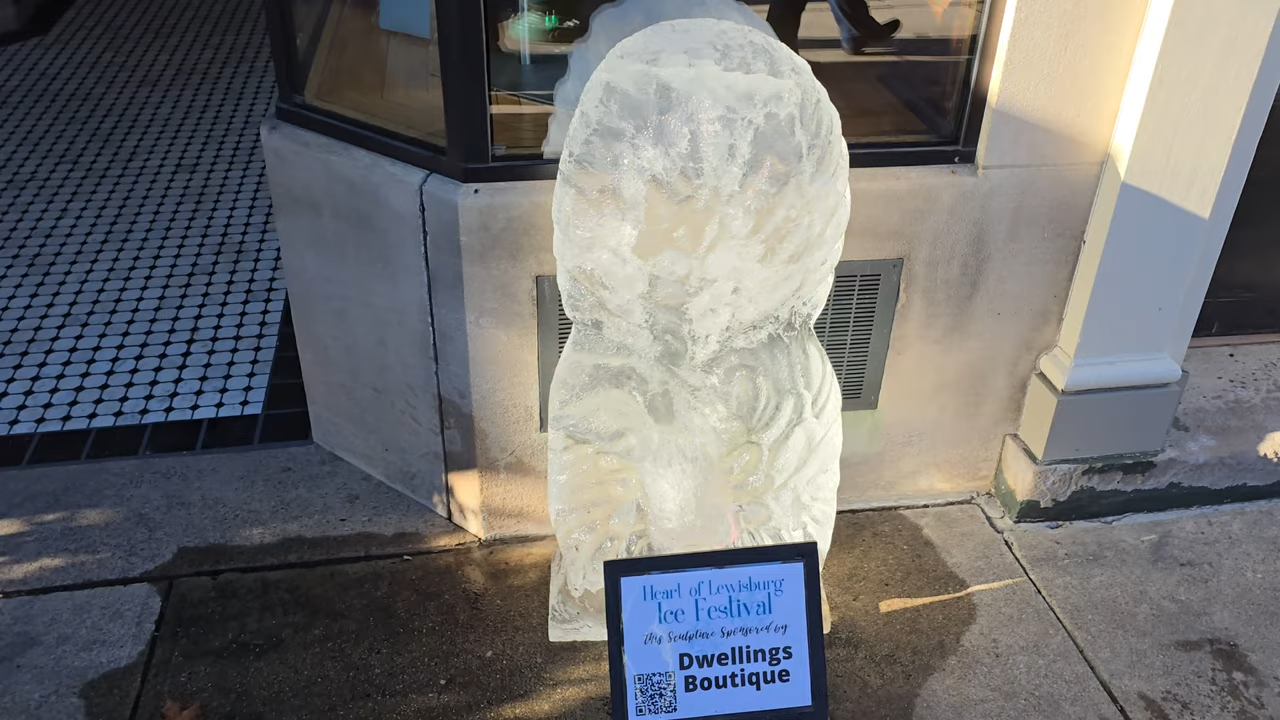 Heart of Lewisburg
Ice Festival
this Sculpture Sponsored by
Dwellings
Boutique